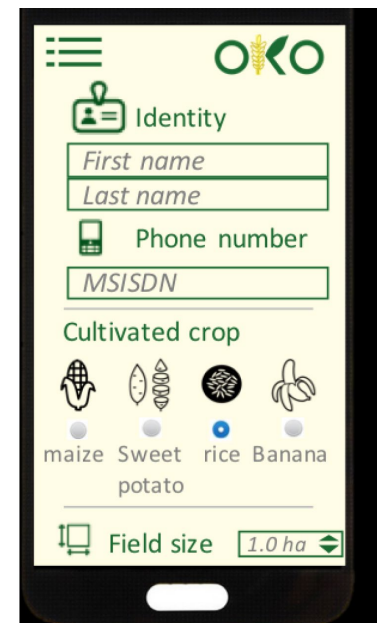 OKO
Identity
First name
Last name
Phone number
MSISDN
Cultivated crop
maize Sweet potato rice Banana
Field size 1.0 ha